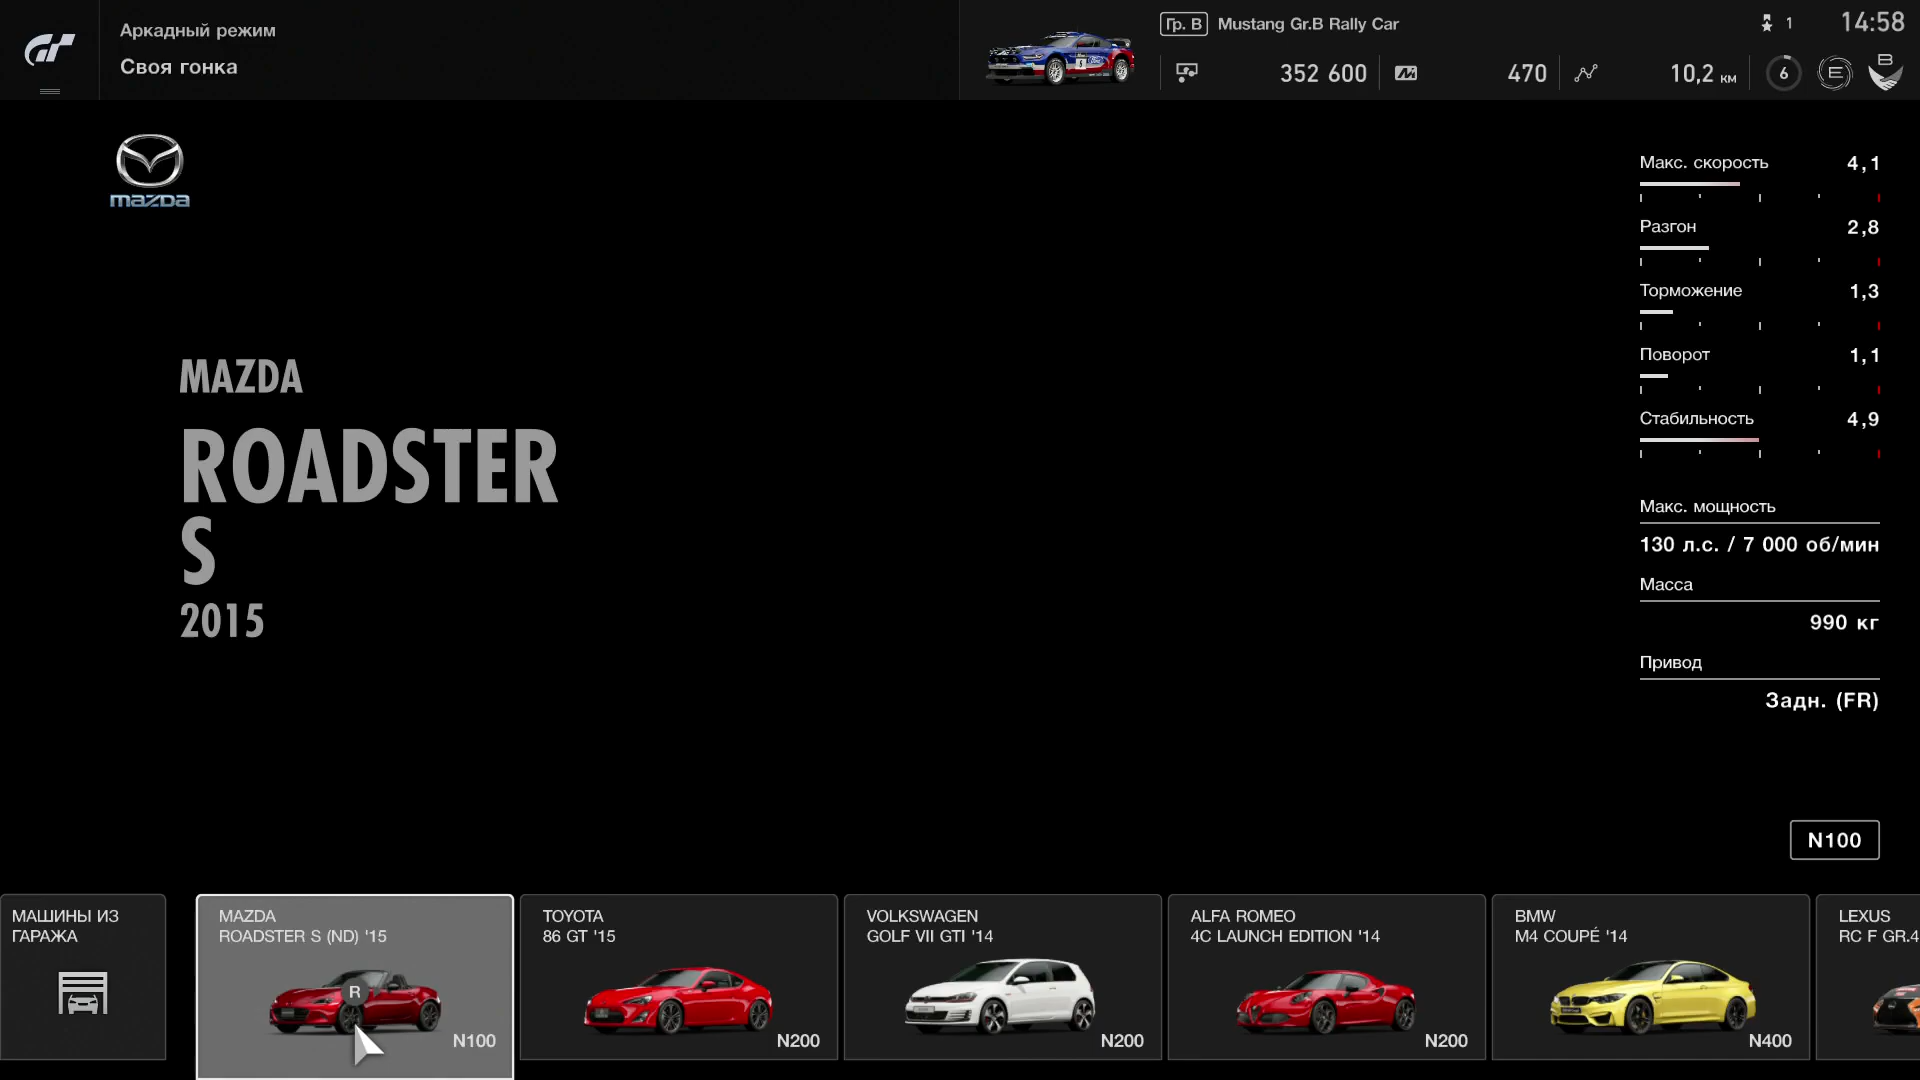 Аркадный режим
Своя гонка
Гр. B Mustang Gr.B Rally Car
1
14:58
352 600
470
10,2 км
6
E
B
mazda
MAZDA
ROADSTER
S
2015
Макс. скорость 4,1
Разгон 2,8
Торможение 1,3
Поворот 1,1
Стабильность 4,9
Макс. мощность
130 л.с. / 7 000 об/мин
Масса
990 кг
Привод
Задн. (FR)
N100
МАШИНЫ ИЗ
ГАРАЖА
MAZDA
ROADSTER S (ND) '15
R
N100
TOYOTA
86 GT '15
N200
VOLKSWAGEN
GOLF VII GTI '14
N200
ALFA ROMEO
4C LAUNCH EDITION '14
N200
BMW
M4 COUPÉ '14
N400
LEXUS
RC F GR.4